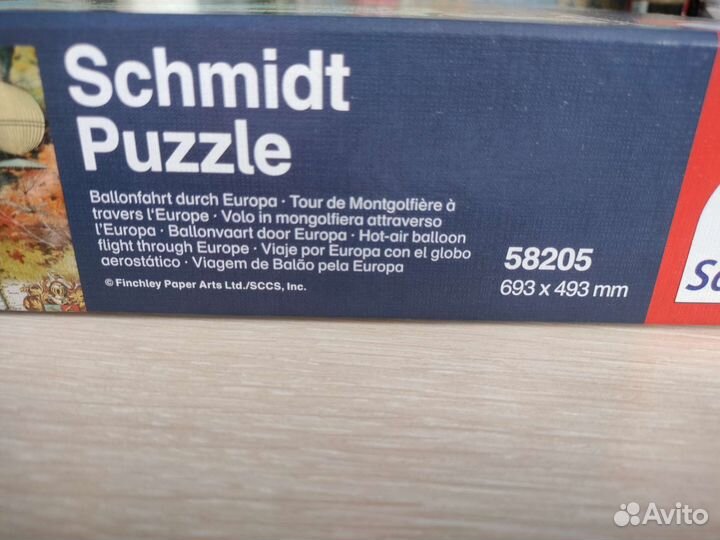 Schmidt
Puzzle
Ballonfahrt durch Europa · Tour de Montgolfière à
travers l'Europe · Volo in mongolfiera attraverso
l'Europa · Ballonvaart door Europa · Hot-air balloon
flight through Europe · Viaje por Europa con el globo
aerostático · Viagem de Balão pela Europa
© Finchley Paper Arts Ltd./SCCS, Inc.
58205
693 x 493 mm
Avito